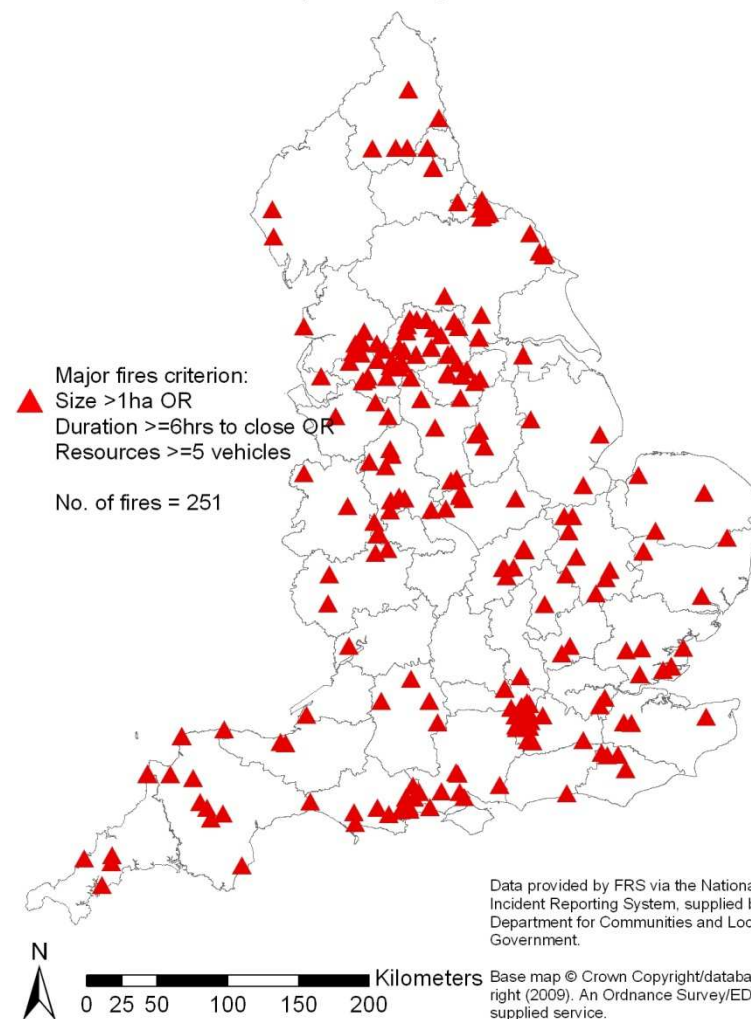 Major fires criterion:
Size >1ha OR
Duration >=6hrs to close OR
Resources >=5 vehicles
No. of fires = 251
Data provided by FRS via the National
Incident Reporting System, supplied b
Department for Communities and Loc
Government.
N
Kilometers
0 25 50 100 150 200
Base map © Crown Copyright/databa
right (2009). An Ordnance Survey/ED
supplied service.